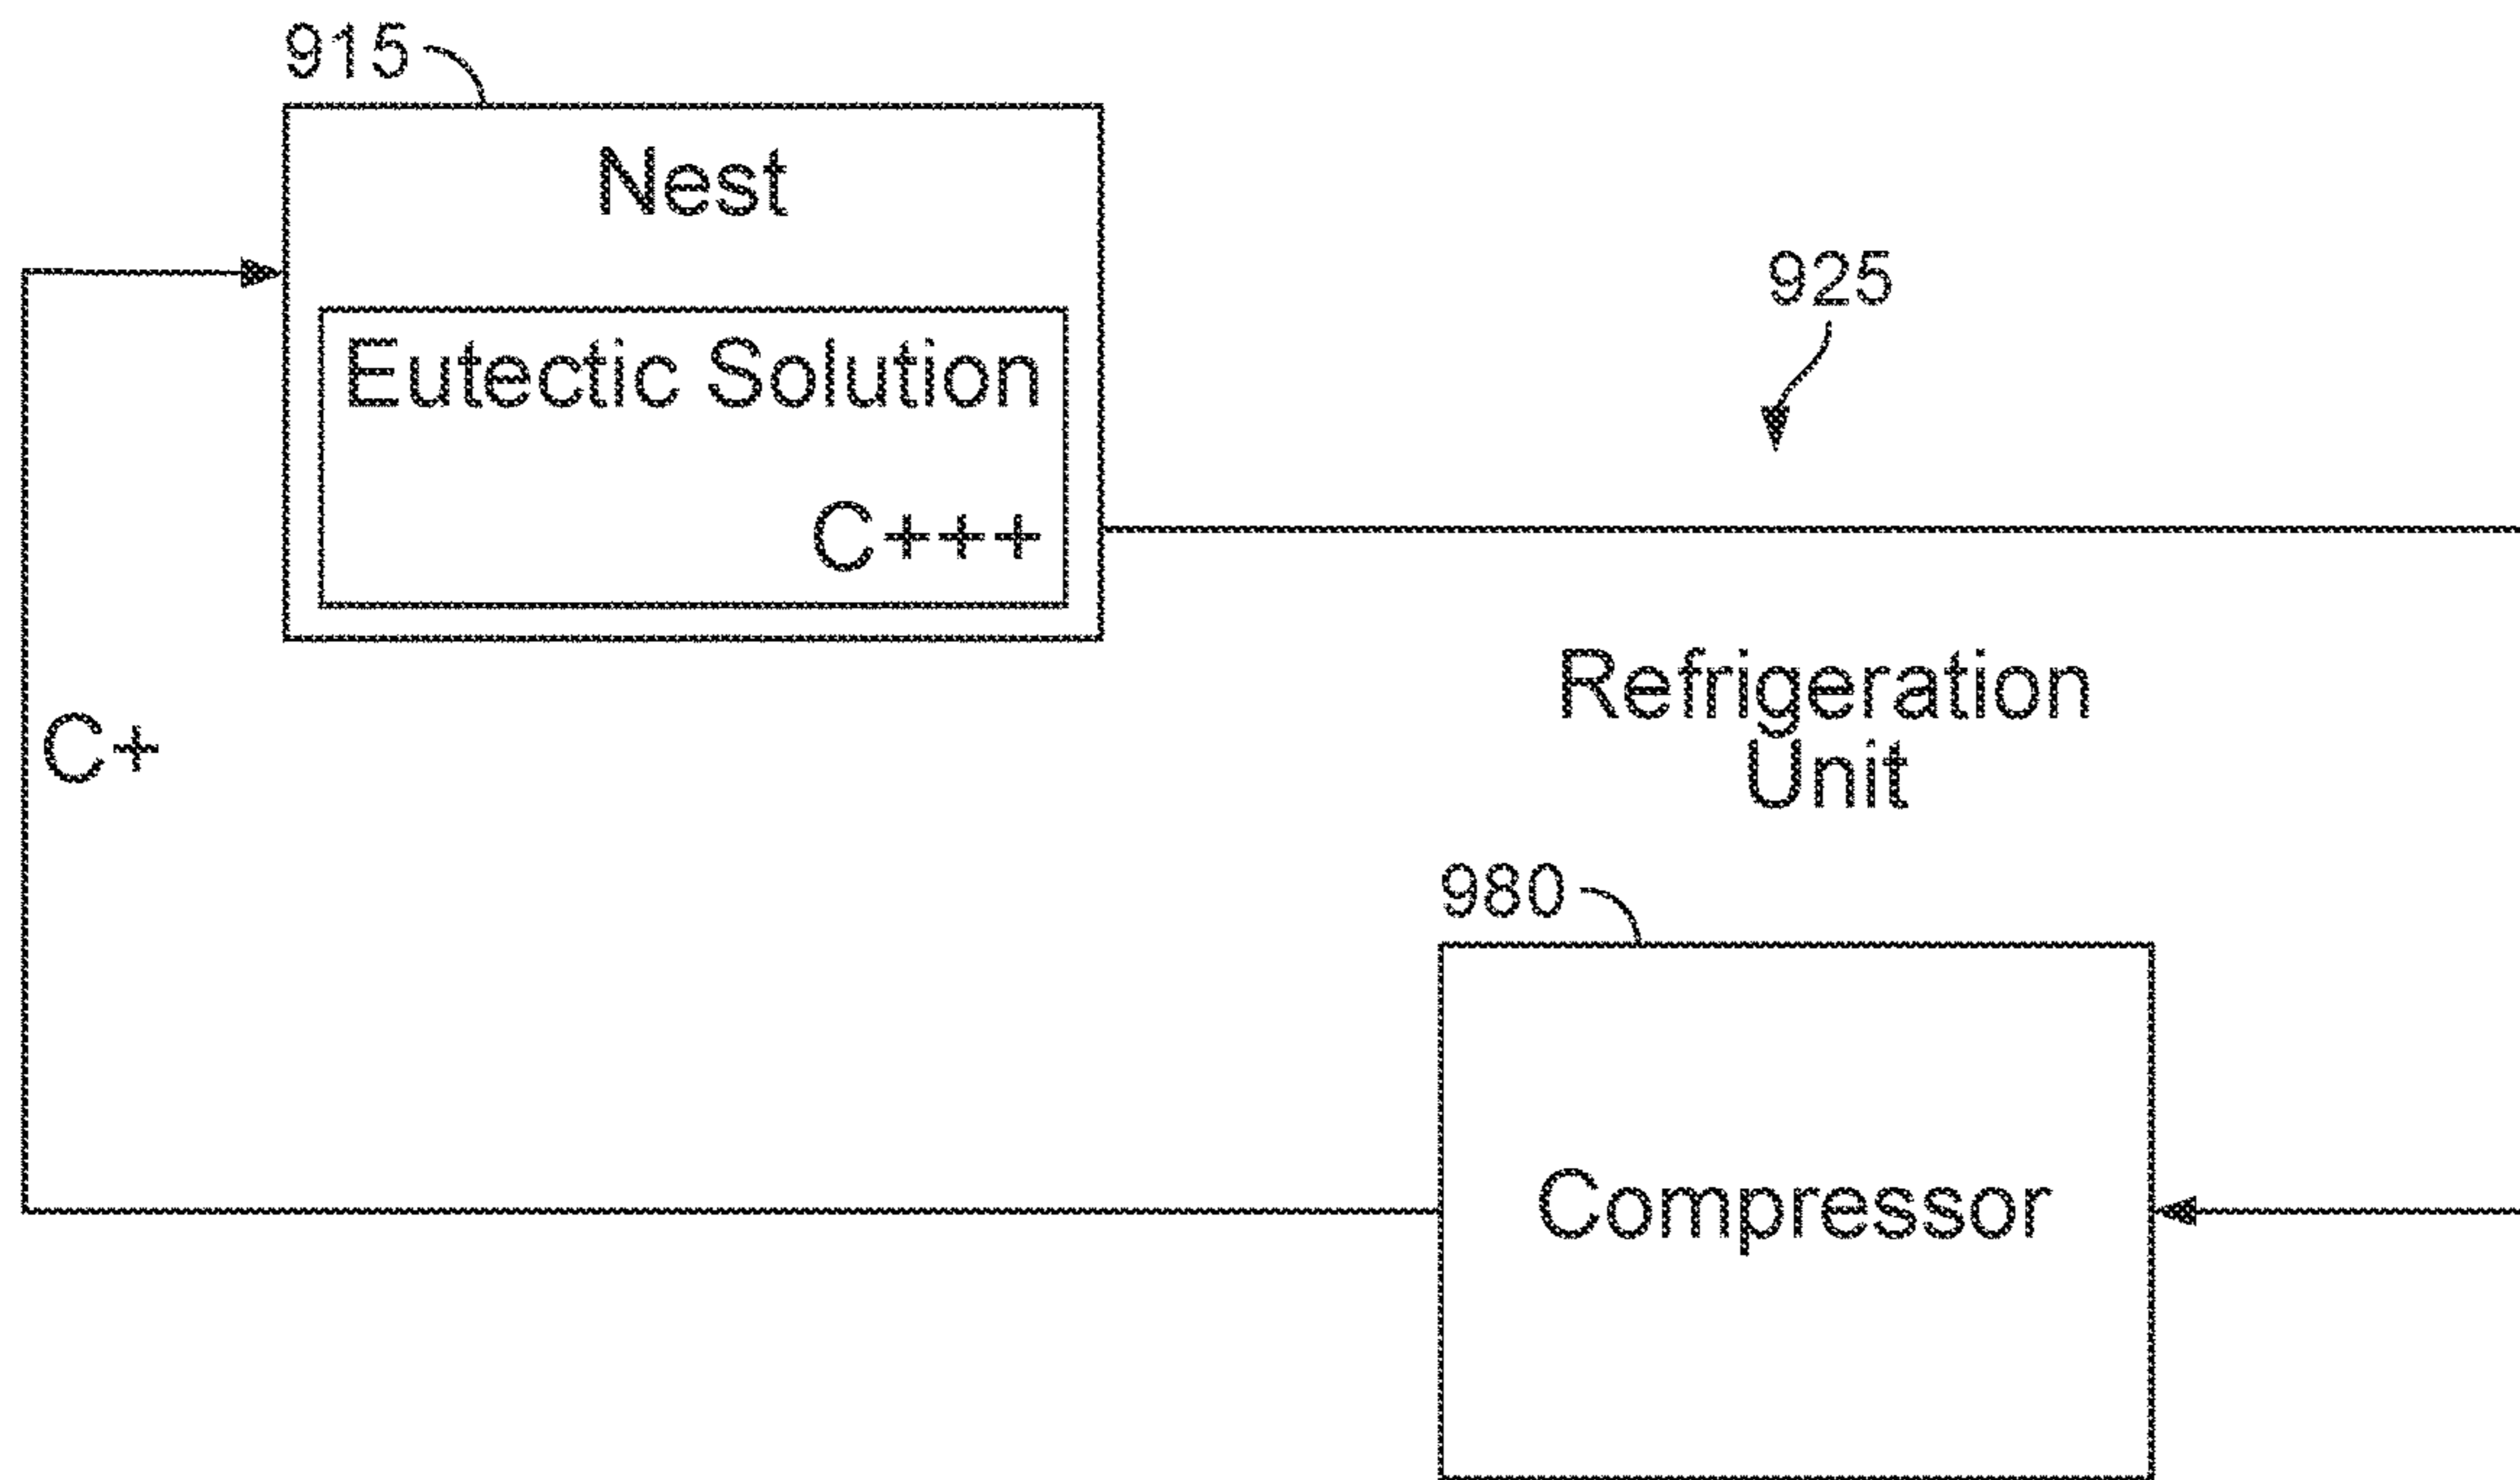 915
Nest
925
Eutectic Solution
C+++
Refrigeration
Unit
C+
980
Compressor